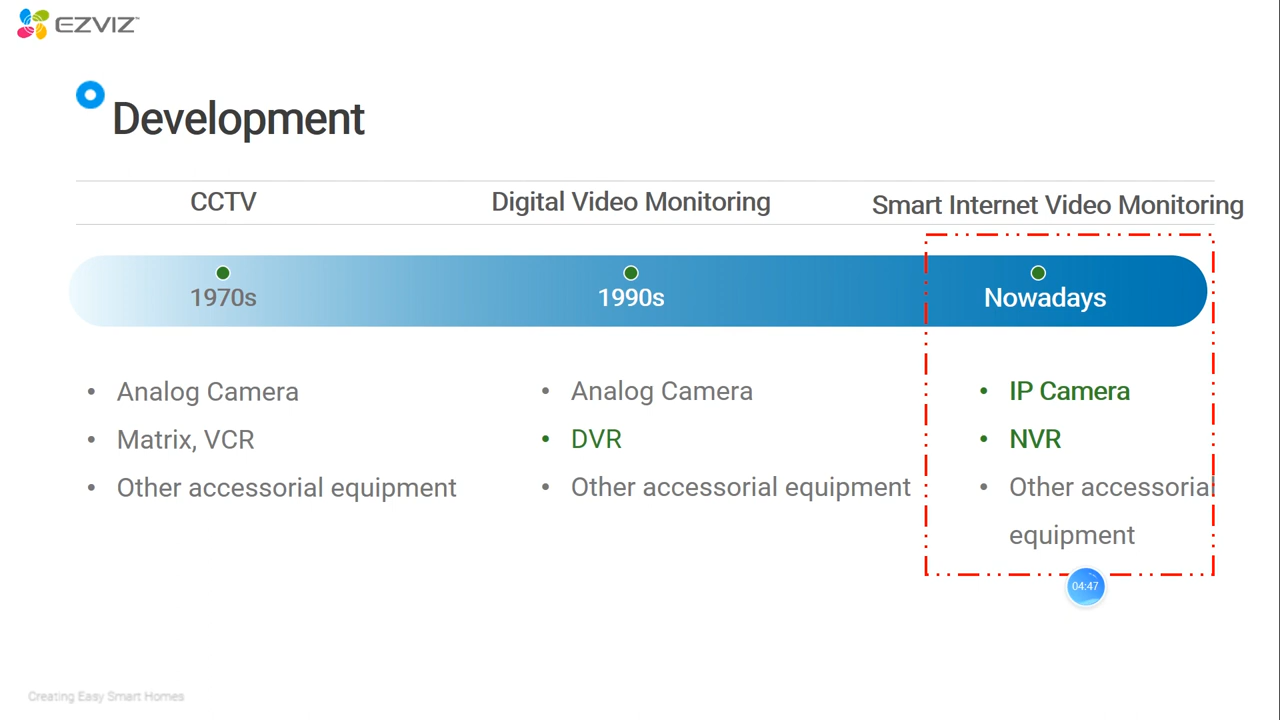 EZVIZ
Development
CCTV
Digital Video Monitoring
Smart Internet Video Monitoring
1970s
1990s
Nowadays
• Analog Camera
• Matrix, VCR
• Other accessorial equipment
• Analog Camera
• DVR
• Other accessorial equipment
• IP Camera
• NVR
• Other accessorial
equipment
04:47
Creating Easy Smart Homes